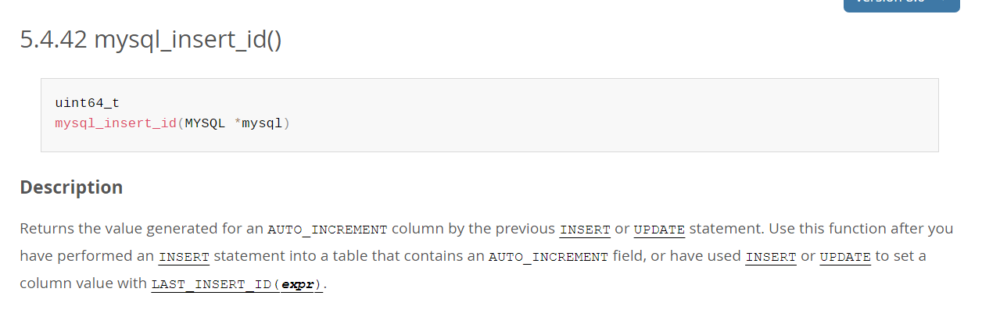 5.4.42 mysql_insert_id()
uint64_t
mysql_insert_id(MYSQL *mysql)
Description
Returns the value generated for an AUTO_INCREMENT column by the previous INSERT or UPDATE statement. Use this function after you
have performed an INSERT statement into a table that contains an AUTO_INCREMENT field, or have used INSERT or UPDATE to set a
column value with LAST_INSERT_ID(expr).